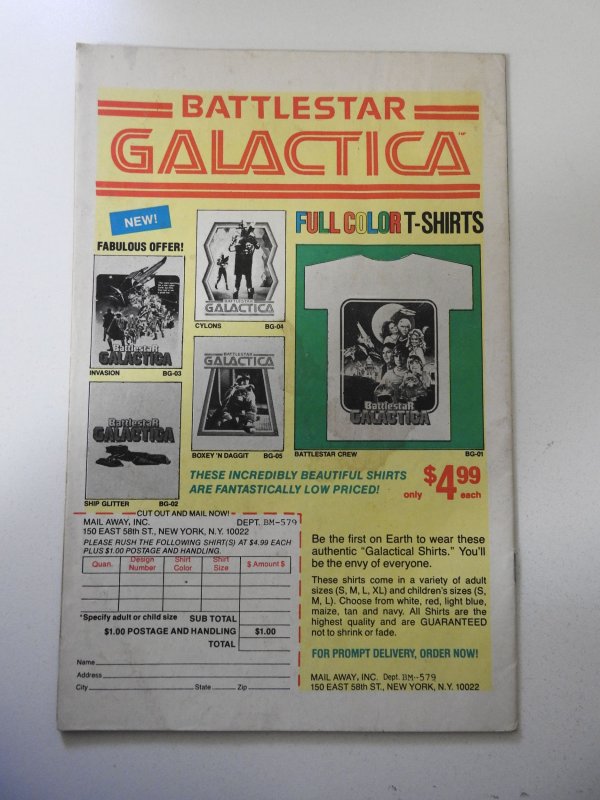 BATTLESTAR
GALACTICA™
NEW!
FABULOUS OFFER!
FULL COLOR T-SHIRTS
BATTLESTAR
GALACTICA
CYLONS BG-04
BattlestaR
GALACTICA
INVASION BG-03
BATTLESTAR
GALACTICA
BOXEY 'N DAGGIT BG-05
BattlestaR
GALACTICA
BATTLESTAR CREW BG-01
BattlestaR
GALACTICA
SHIP GLITTER BG-02
THESE INCREDIBLY BEAUTIFUL SHIRTS
ARE FANTASTICALLY LOW PRICED!
only $4.99 each
CUT OUT AND MAIL NOW!
MAIL AWAY, INC. DEPT. BM-579
150 EAST 58th ST., NEW YORK, N.Y. 10022
PLEASE RUSH THE FOLLOWING SHIRT(S) AT $4.99 EACH
PLUS $1.00 POSTAGE AND HANDLING.
Quan. Design Number Shirt Color Shirt Size $ Amount $
*Specify adult or child size SUB TOTAL
$1.00 POSTAGE AND HANDLING $1.00
TOTAL
Name
Address
City State Zip
Be the first on Earth to wear these
authentic "Galactical Shirts." You'll
be the envy of everyone.
These shirts come in a variety of adult
sizes (S, M, L, XL) and children's sizes (S,
M, L). Choose from white, red, light blue,
maize, tan and navy. All Shirts are the
highest quality and are GUARANTEED
not to shrink or fade.
FOR PROMPT DELIVERY, ORDER NOW!
MAIL AWAY, INC. Dept. BM-579
150 EAST 58th ST., NEW YORK, N.Y. 10022